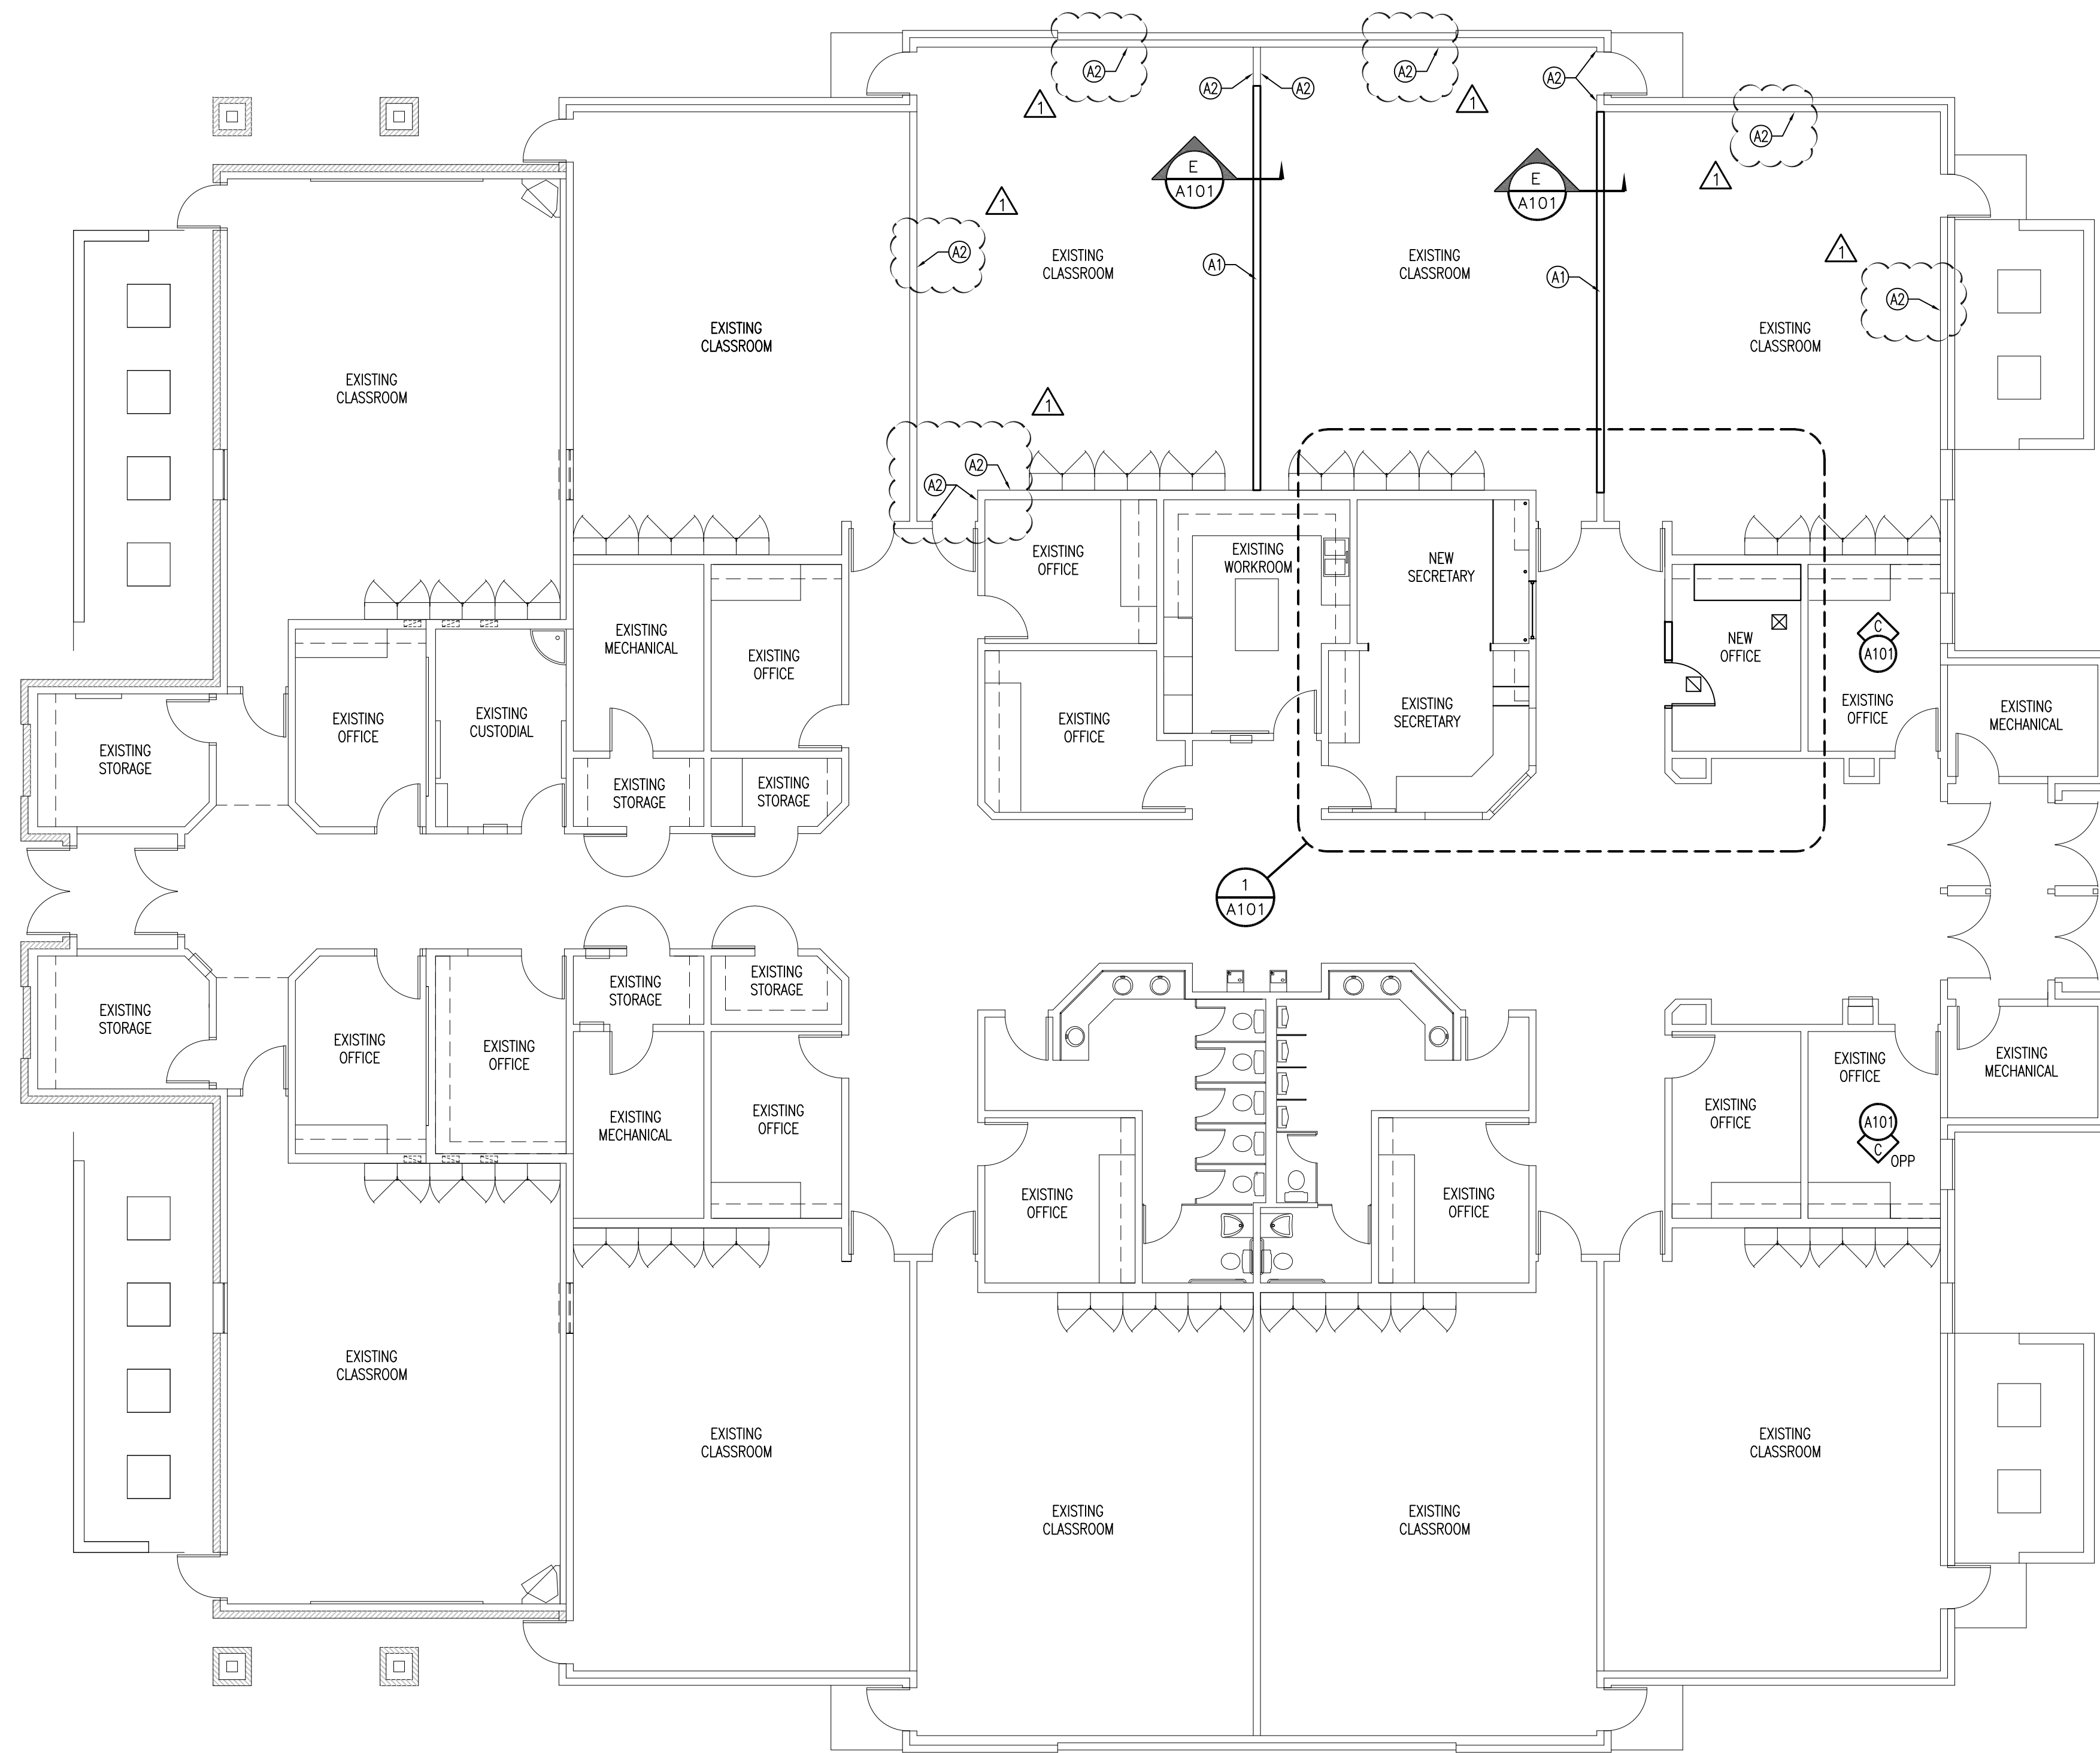 A2
A2
A2
A2
A2
A2
1
1
1
1
1
1
E
A101
E
A101
A2
A1
A1
A2
A2
A2
EXISTING
CLASSROOM
EXISTING
CLASSROOM
EXISTING
CLASSROOM
EXISTING
CLASSROOM
EXISTING
CLASSROOM
EXISTING
OFFICE
EXISTING
WORKROOM
NEW
SECRETARY
EXISTING
MECHANICAL
EXISTING
OFFICE
NEW
OFFICE
C
A101
EXISTING
OFFICE
EXISTING
MECHANICAL
EXISTING
STORAGE
EXISTING
OFFICE
EXISTING
CUSTODIAL
EXISTING
OFFICE
EXISTING
SECRETARY
EXISTING
STORAGE
EXISTING
STORAGE
1
A101
EXISTING
STORAGE
EXISTING
STORAGE
EXISTING
STORAGE
EXISTING
OFFICE
EXISTING
OFFICE
EXISTING
MECHANICAL
EXISTING
OFFICE
EXISTING
OFFICE
EXISTING
OFFICE
EXISTING
OFFICE
EXISTING
OFFICE
A101
C
OPP
EXISTING
MECHANICAL
EXISTING
CLASSROOM
EXISTING
CLASSROOM
EXISTING
CLASSROOM
EXISTING
CLASSROOM
EXISTING
CLASSROOM